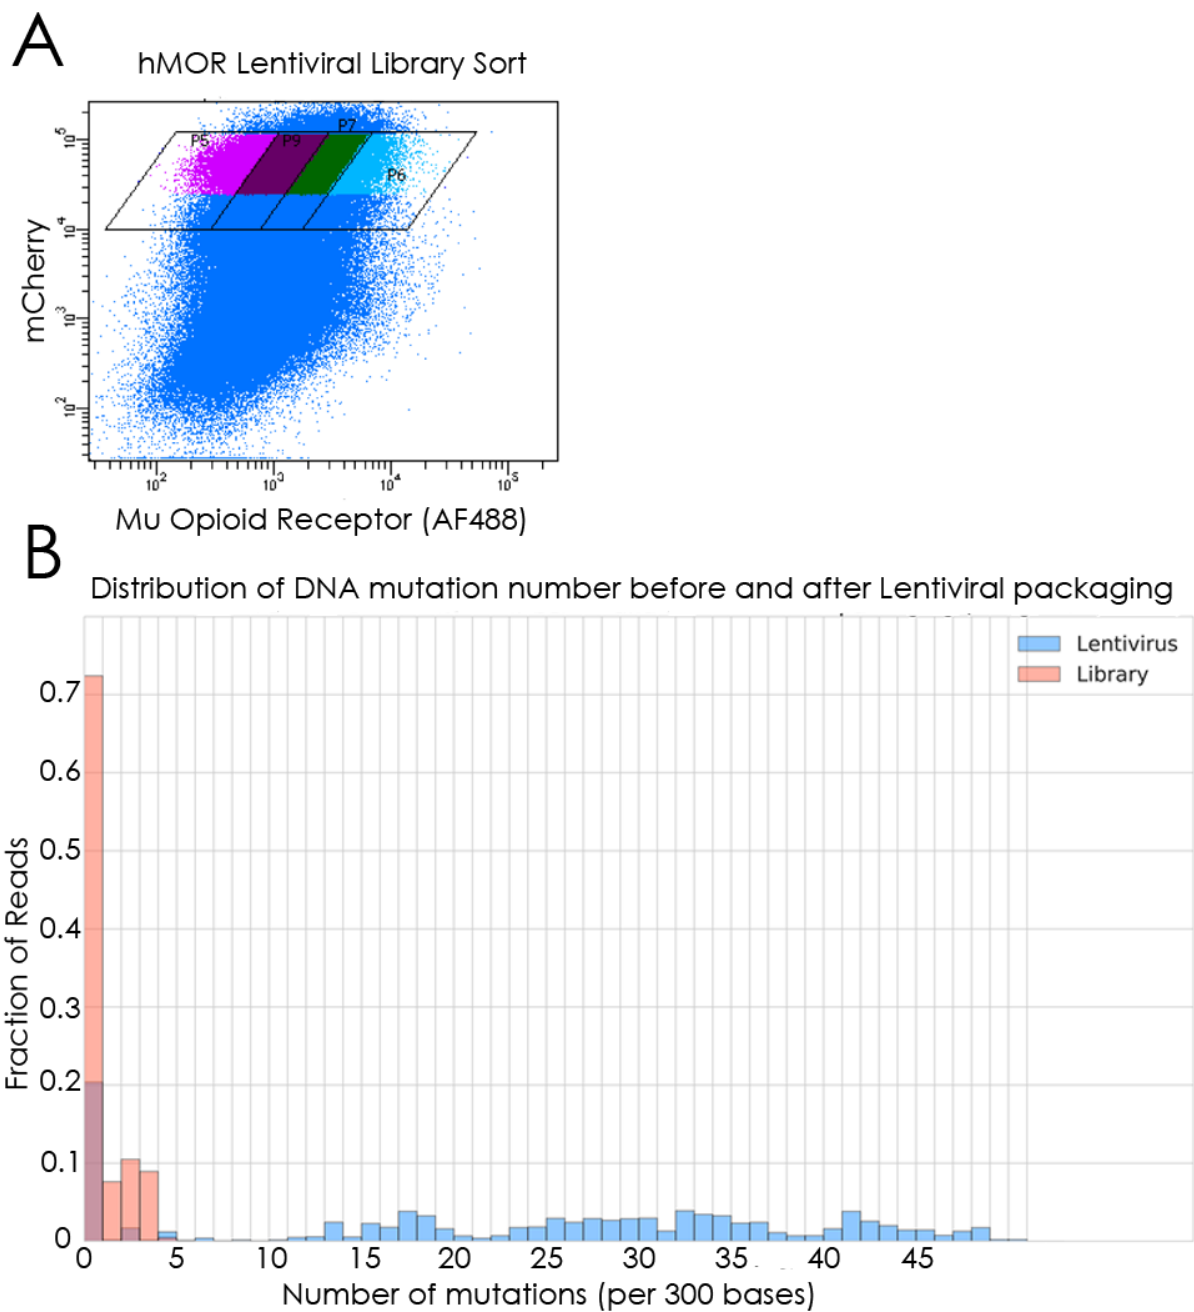 A
hMOR Lentiviral Library Sort
P5
P9
P7
P6
10^5
10^4
10^3
10^2
mCherry
10^2 10^3 10^4 10^5
Mu Opioid Receptor (AF488)
B
Distribution of DNA mutation number before and after Lentiviral packaging
Lentivirus
Library
0.7
0.6
0.5
0.4
0.3
0.2
0.1
0
Fraction of Reads
0 5 10 15 20 25 30 35 40 45
Number of mutations (per 300 bases)